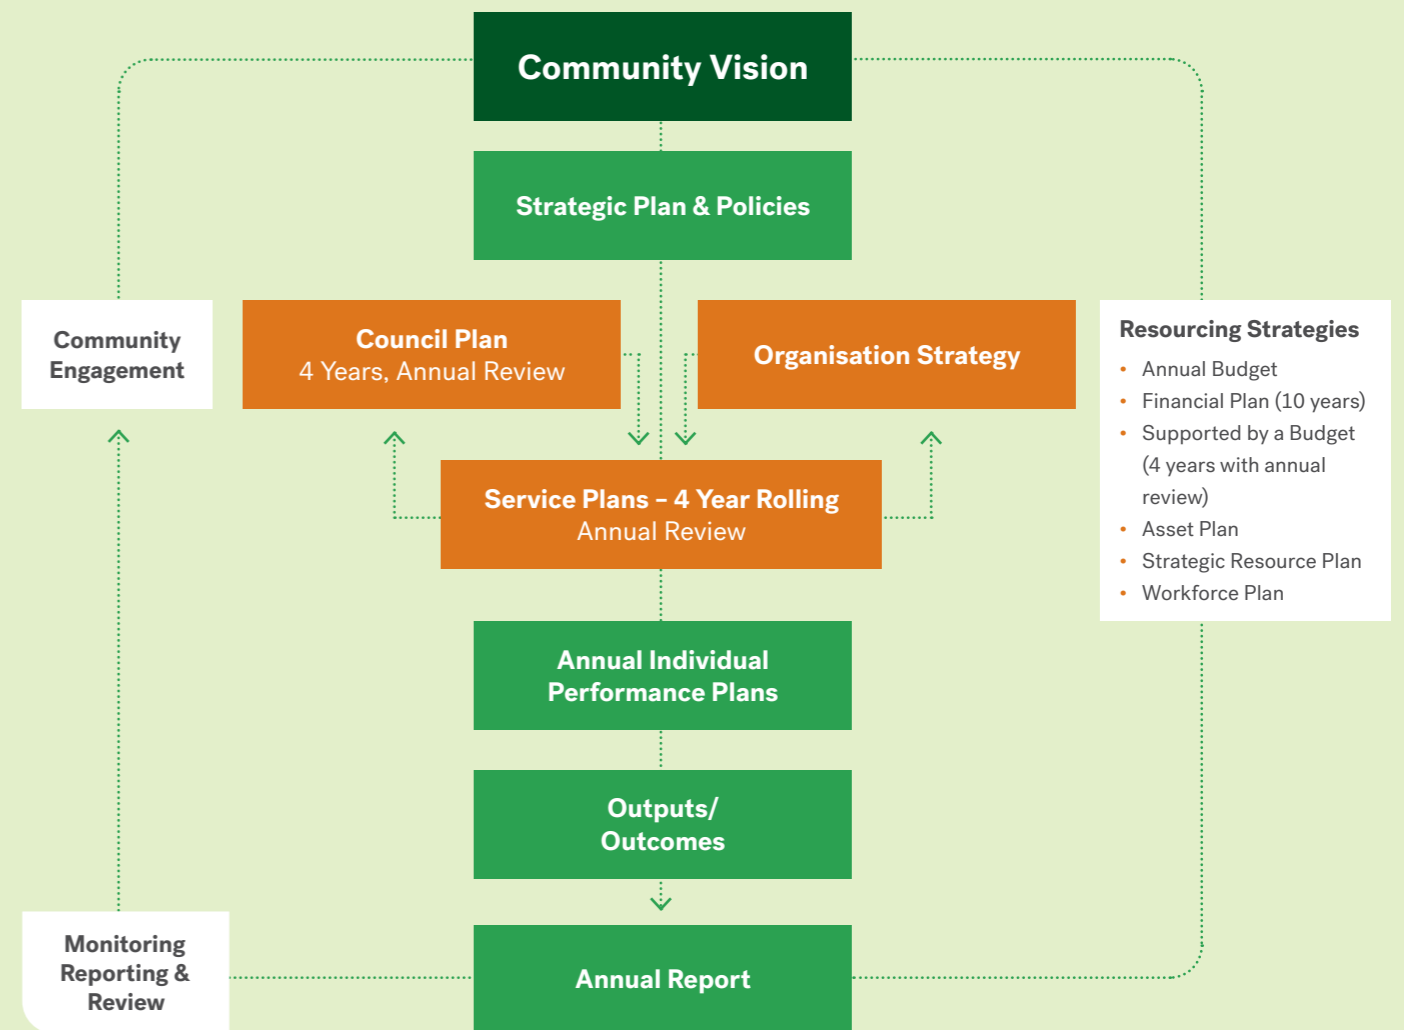 Community Vision
Strategic Plan & Policies
Community
Engagement
Council Plan
4 Years, Annual Review
Organisation Strategy
Resourcing Strategies
• Annual Budget
• Financial Plan (10 years)
• Supported by a Budget
(4 years with annual
review)
• Asset Plan
• Strategic Resource Plan
• Workforce Plan
Service Plans – 4 Year Rolling
Annual Review
Annual Individual
Performance Plans
Outputs/
Outcomes
Monitoring
Reporting &
Review
Annual Report